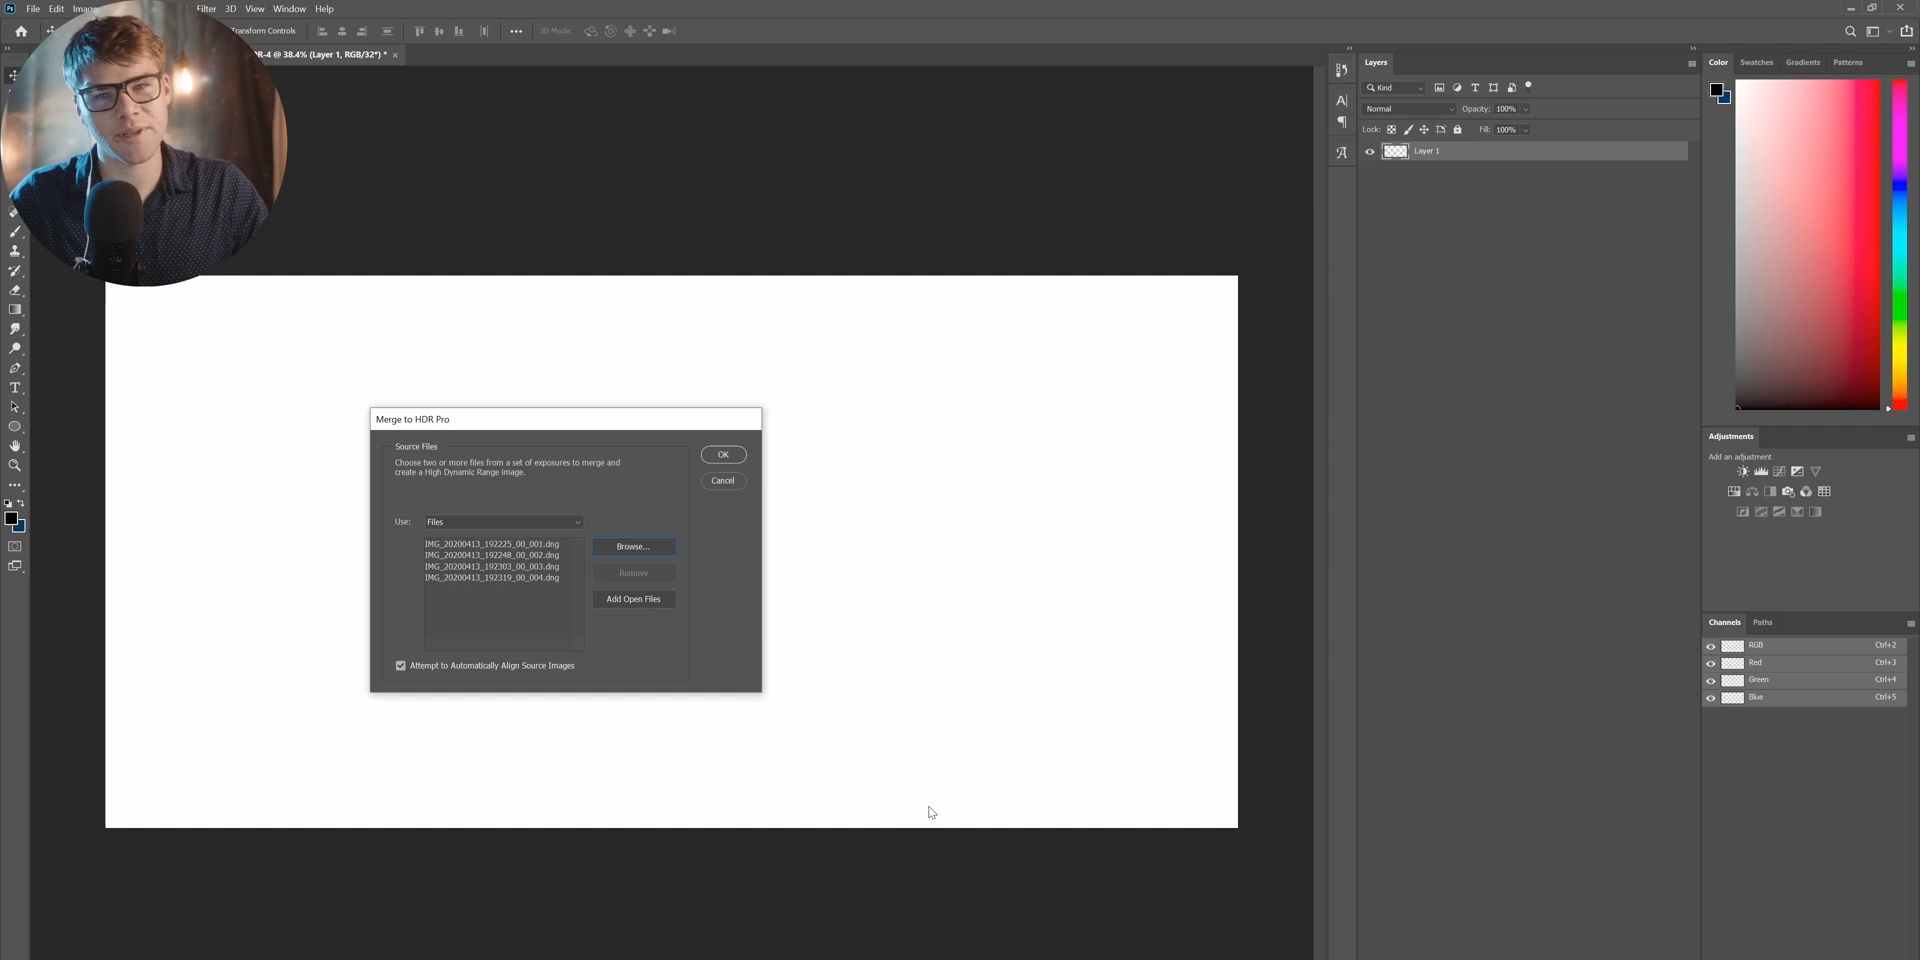 Ps File Edit Image Filter 3D View Window Help
Transform Controls 3D Mode:
R-4 @ 38.4% (Layer 1, RGB/32*) *
Layers
Kind
Normal Opacity: 100%
Lock: Fill: 100%
Layer 1
Color Swatches Gradients Patterns
Adjustments
Add an adjustment
Channels Paths
RGB Ctrl+2
Red Ctrl+3
Green Ctrl+4
Blue Ctrl+5
Merge to HDR Pro
Source Files
Choose two or more files from a set of exposures to merge and
create a High Dynamic Range image.
OK
Cancel
Use: Files
IMG_20200413_192225_00_001.dng
IMG_20200413_192248_00_002.dng
IMG_20200413_192303_00_003.dng
IMG_20200413_192319_00_004.dng
Browse...
Remove
Add Open Files
Attempt to Automatically Align Source Images